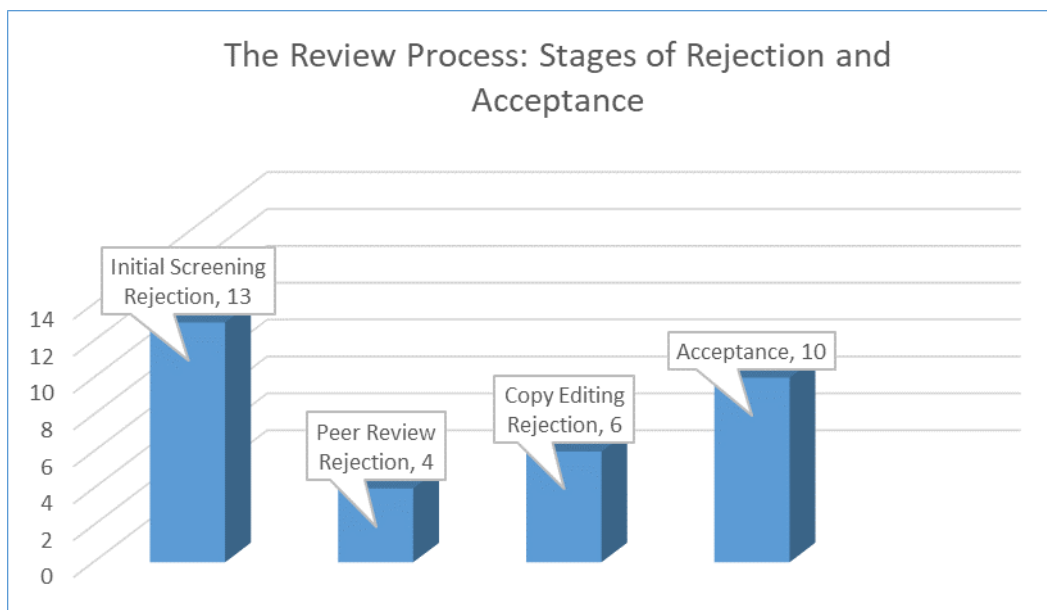 The Review Process: Stages of Rejection and
Acceptance
Initial Screening
Rejection, 13
Peer Review
Rejection, 4
Copy Editing
Rejection, 6
Acceptance, 10
14
12
10
8
6
4
2
0